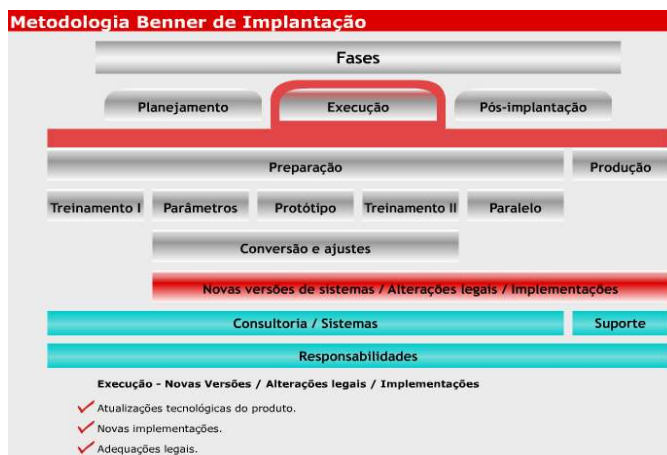 Metodologia Benner de Implantação
Fases
Planejamento Execução Pós-implantação
Preparação Produção
Treinamento I Parâmetros Protótipo Treinamento II Paralelo
Conversão e ajustes
Novas versões de sistemas / Alterações legais / Implementações
Consultoria / Sistemas Suporte
Responsabilidades
Execução - Novas Versões / Alterações legais / Implementações
Atualizações tecnológicas do produto.
Novas implementações.
Adequações legais.